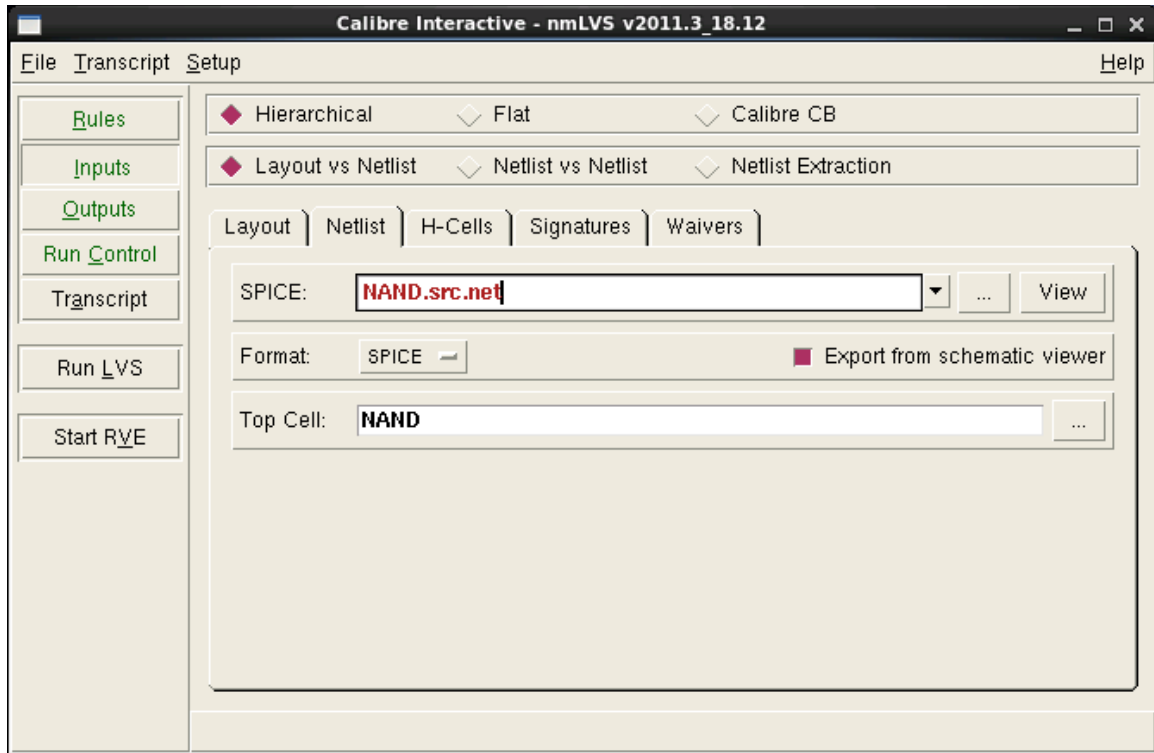 Calibre Interactive - nmLVS v2011.3_18.12
File Transcript Setup Help
Rules
Inputs
Outputs
Run Control
Transcript
Run LVS
Start RVE
Hierarchical Flat Calibre CB
Layout vs Netlist Netlist vs Netlist Netlist Extraction
Layout Netlist H-Cells Signatures Waivers
SPICE: NAND.src.net ... View
Format: SPICE Export from schematic viewer
Top Cell: NAND ...